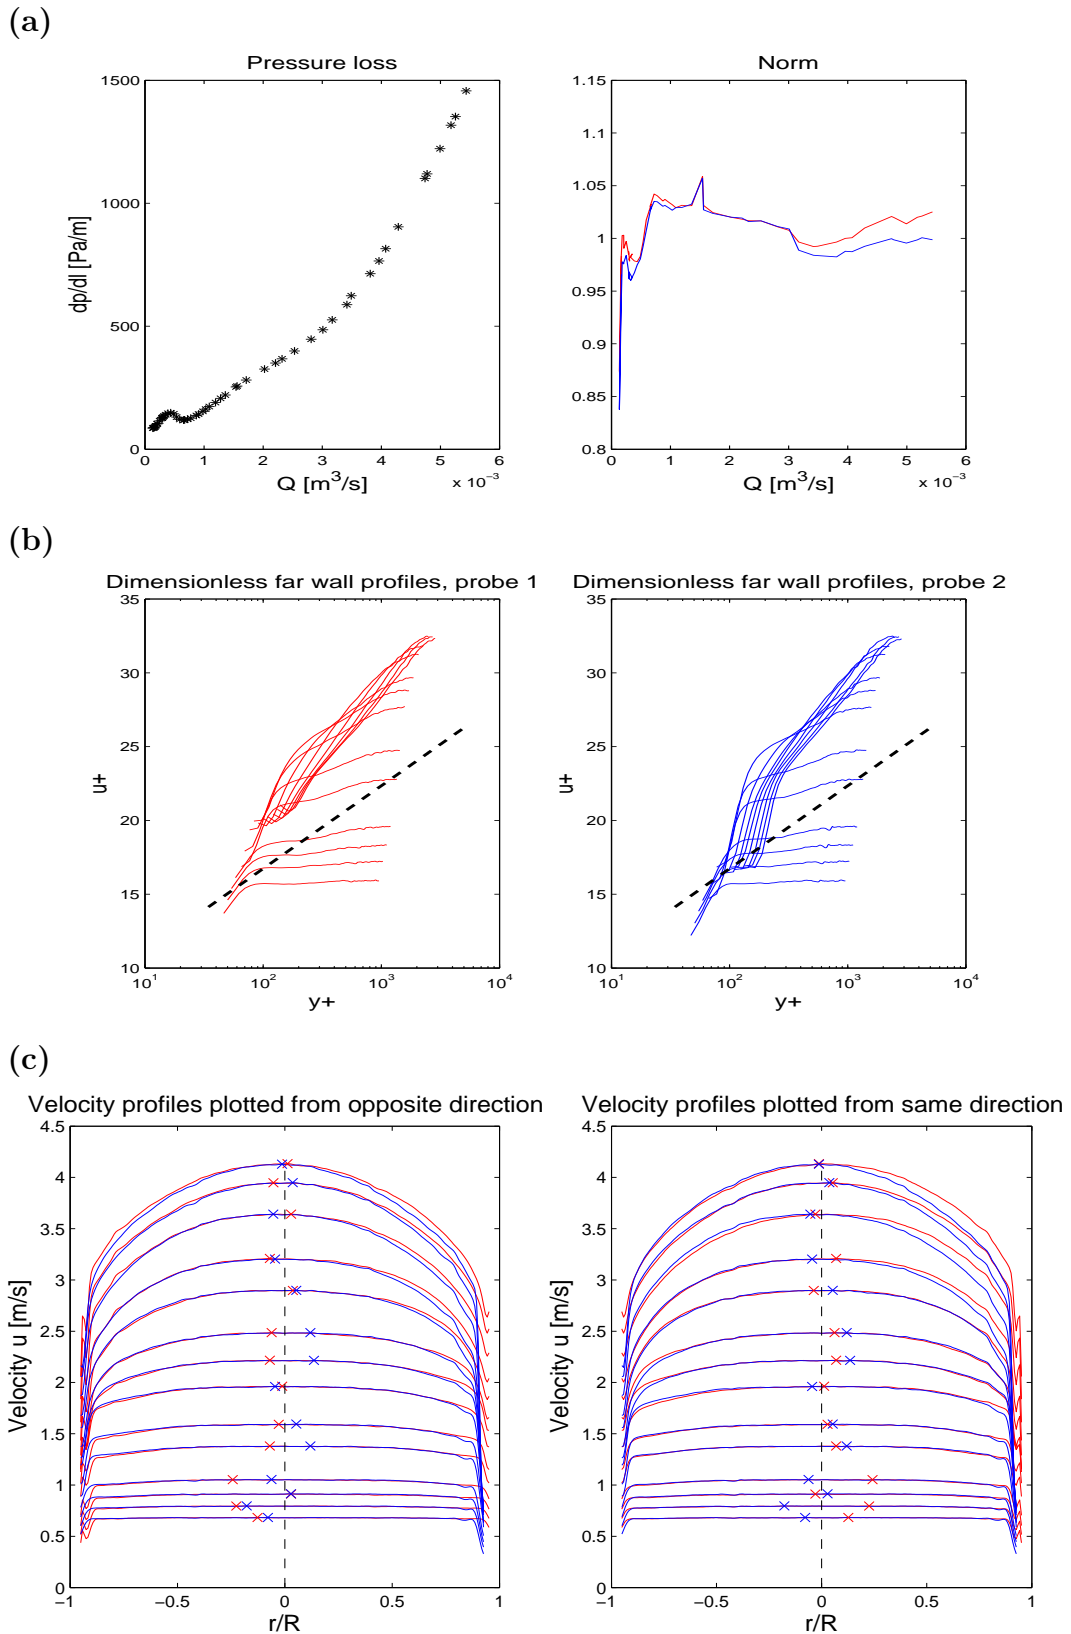 (a)
Pressure loss
Norm
1500
1000
500
0
dp/dl [Pa/m]
0 1 2 3 4 5 6
Q [m³/s]
x 10⁻³
1.15
1.1
1.05
1
0.95
0.9
0.85
0.8
0 1 2 3 4 5 6
Q [m³/s]
x 10⁻³
(b)
Dimensionless far wall profiles, probe 1
Dimensionless far wall profiles, probe 2
35
30
25
20
15
10
u+
10¹ 10² 10³ 10⁴
y+
35
30
25
20
15
10
u+
10¹ 10² 10³ 10⁴
y+
(c)
Velocity profiles plotted from opposite direction
Velocity profiles plotted from same direction
4.5
4
3.5
3
2.5
2
1.5
1
0.5
0
Velocity u [m/s]
−1 −0.5 0 0.5 1
r/R
4.5
4
3.5
3
2.5
2
1.5
1
0.5
0
Velocity u [m/s]
−1 −0.5 0 0.5 1
r/R